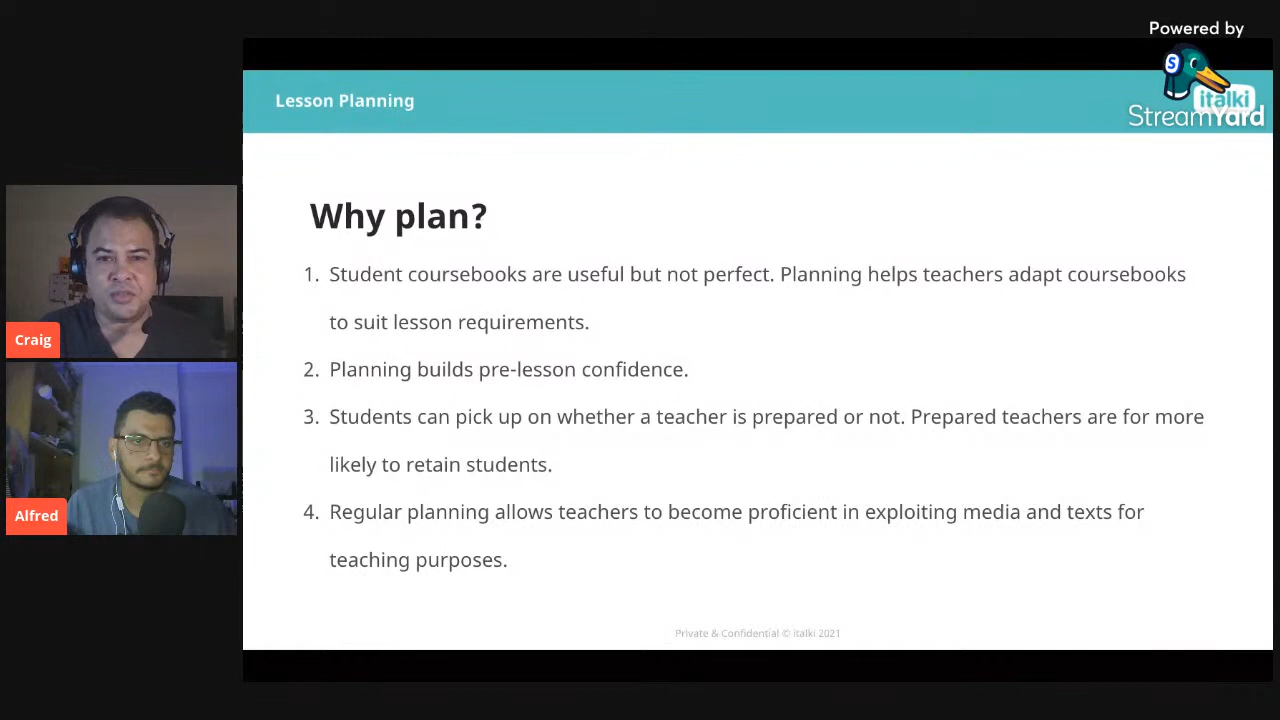 Powered by
Lesson Planning
italki
StreamYard
Why plan?
1. Student coursebooks are useful but not perfect. Planning helps teachers adapt coursebooks
to suit lesson requirements.
2. Planning builds pre-lesson confidence.
3. Students can pick up on whether a teacher is prepared or not. Prepared teachers are for more
likely to retain students.
4. Regular planning allows teachers to become proficient in exploiting media and texts for
teaching purposes.
Craig
Alfred
Private & Confidential © italki 2021